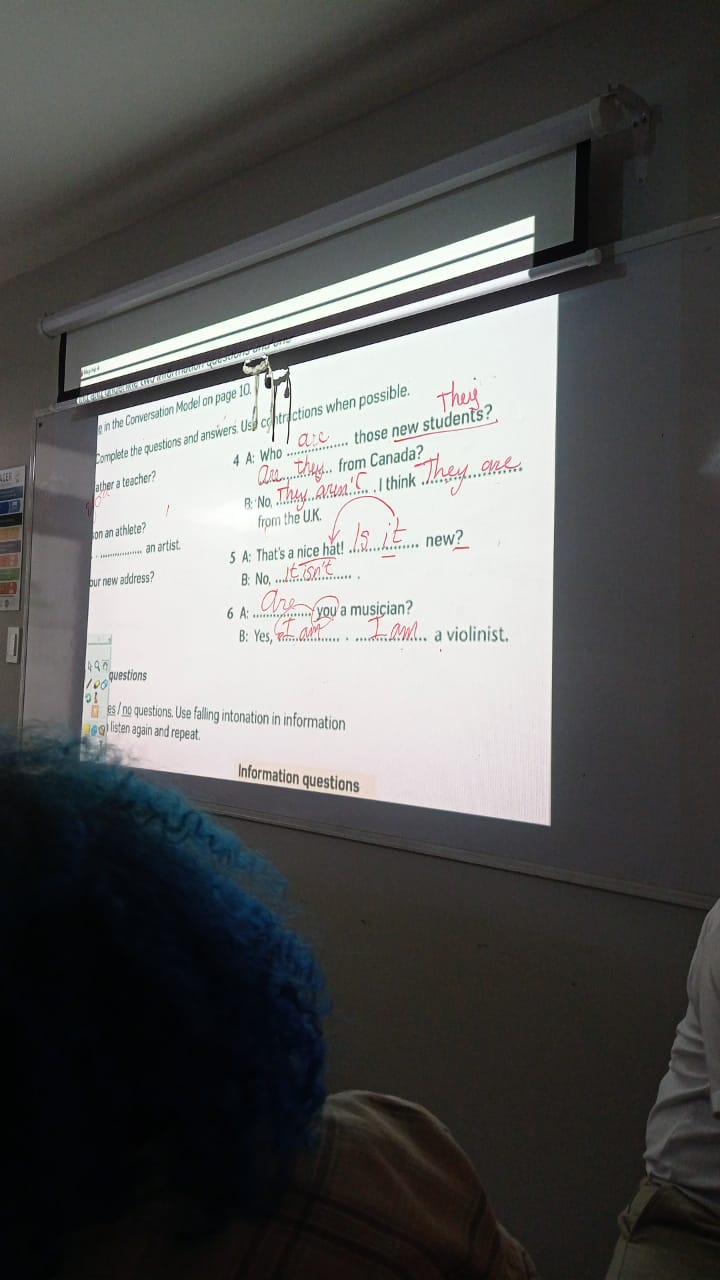 in the Conversation Model on page 10.
Complete the questions and answers. Use contractions when possible.
ather a teacher?
on an athlete?
.............. an artist.
our new address?
They
4 A: Who are those new students?
Are they from Canada?
B: No, They aren't. I think They are
from the U.K.
5 A: That's a nice hat! Is it new?
B: No, It isn't.
6 A: Are you a musician?
B: Yes, I am. I am a violinist.
questions
es / no questions. Use falling intonation in information
listen again and repeat.
Information questions